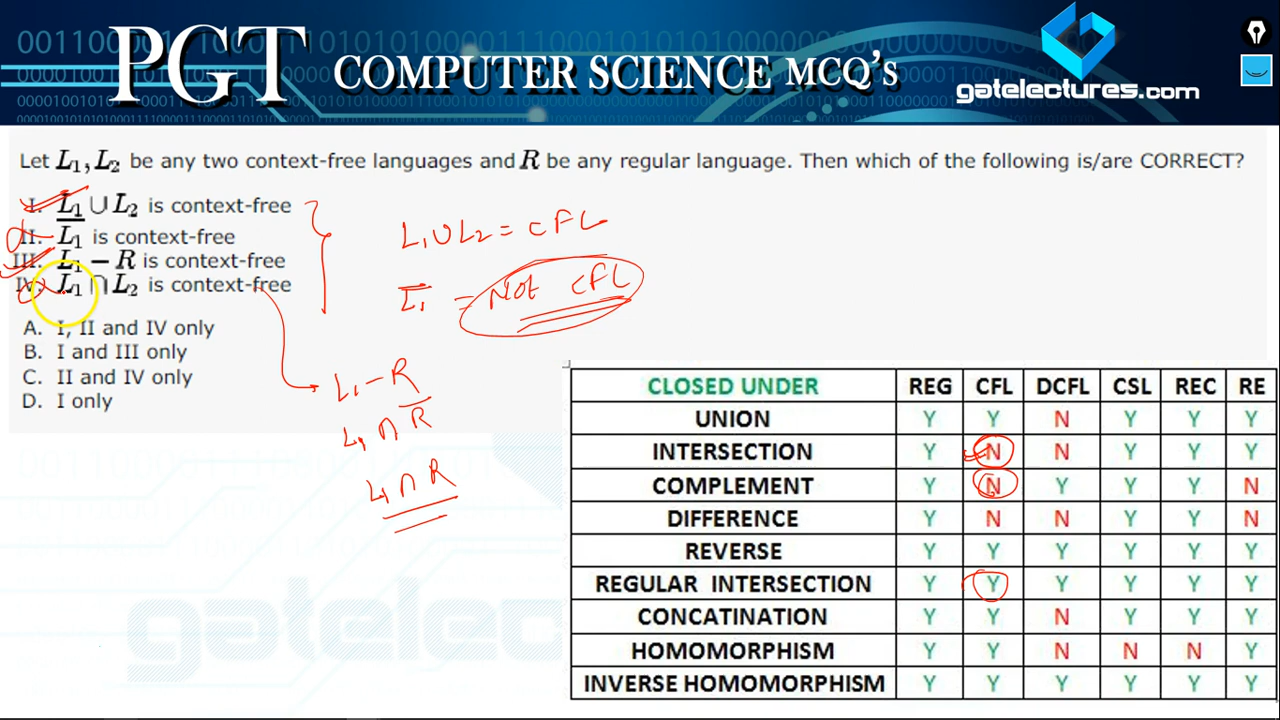 PGT COMPUTER SCIENCE MCQ's
gatelectures.com
Let L₁, L₂ be any two context-free languages and R be any regular language. Then which of the following is/are CORRECT?
I. L₁ ∪ L₂ is context-free
II. L̅₁ is context-free
III. L₁ − R is context-free
IV. L₁ ∩ L₂ is context-free
A. I, II and IV only
B. I and III only
C. II and IV only
D. I only
L₁ ∪ L₂ = CFL
L̅₁ = Not CFL
L₁ − R
L₁ ∩ R̅
L₁ ∩ R
CLOSED UNDER REG CFL DCFL CSL REC RE
UNION Y Y N Y Y Y
INTERSECTION Y N N Y Y Y
COMPLEMENT Y N Y Y Y N
DIFFERENCE Y N N Y Y N
REVERSE Y Y Y Y Y Y
REGULAR INTERSECTION Y Y Y Y Y Y
CONCATINATION Y Y N Y Y Y
HOMOMORPHISM Y Y N N N Y
INVERSE HOMOMORPHISM Y Y Y Y Y Y